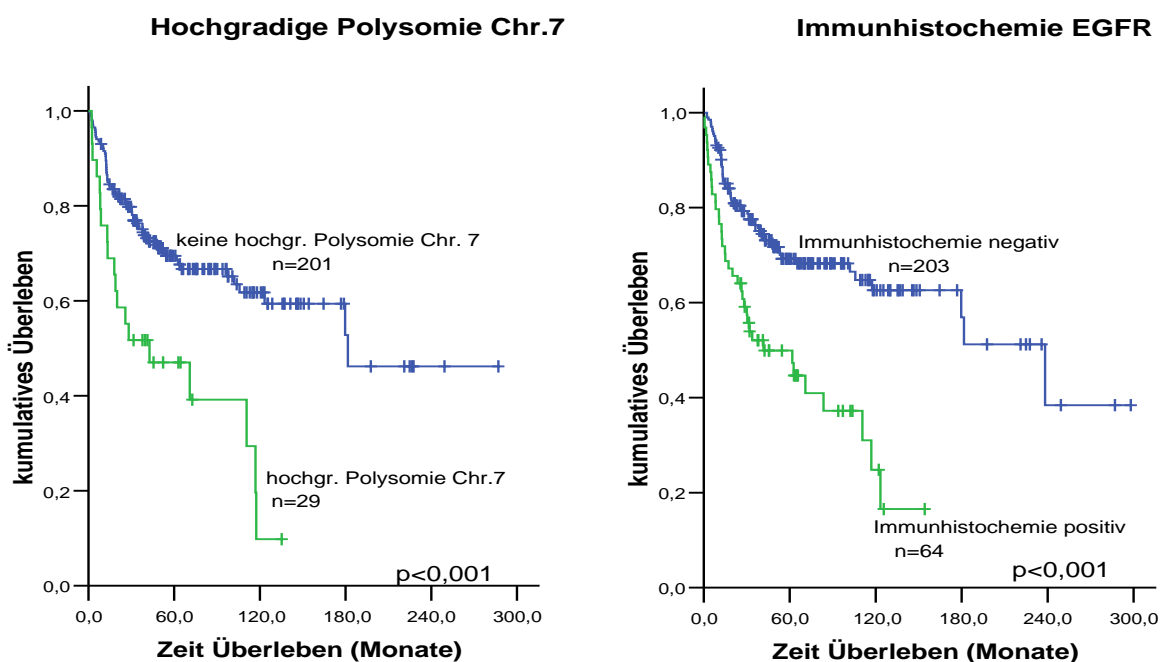 Hochgradige Polysomie Chr.7
kumulatives Überleben
1,0
0,8
0,6
0,4
0,2
0,0
keine hochgr. Polysomie Chr. 7
n=201
hochgr. Polysomie Chr.7
n=29
p<0,001
0,0 60,0 120,0 180,0 240,0 300,0
Zeit Überleben (Monate)
Immunhistochemie EGFR
kumulatives Überleben
1,0
0,8
0,6
0,4
0,2
0,0
Immunhistochemie negativ
n=203
Immunhistochemie positiv
n=64
p<0,001
0,0 60,0 120,0 180,0 240,0 300,0
Zeit Überleben (Monate)